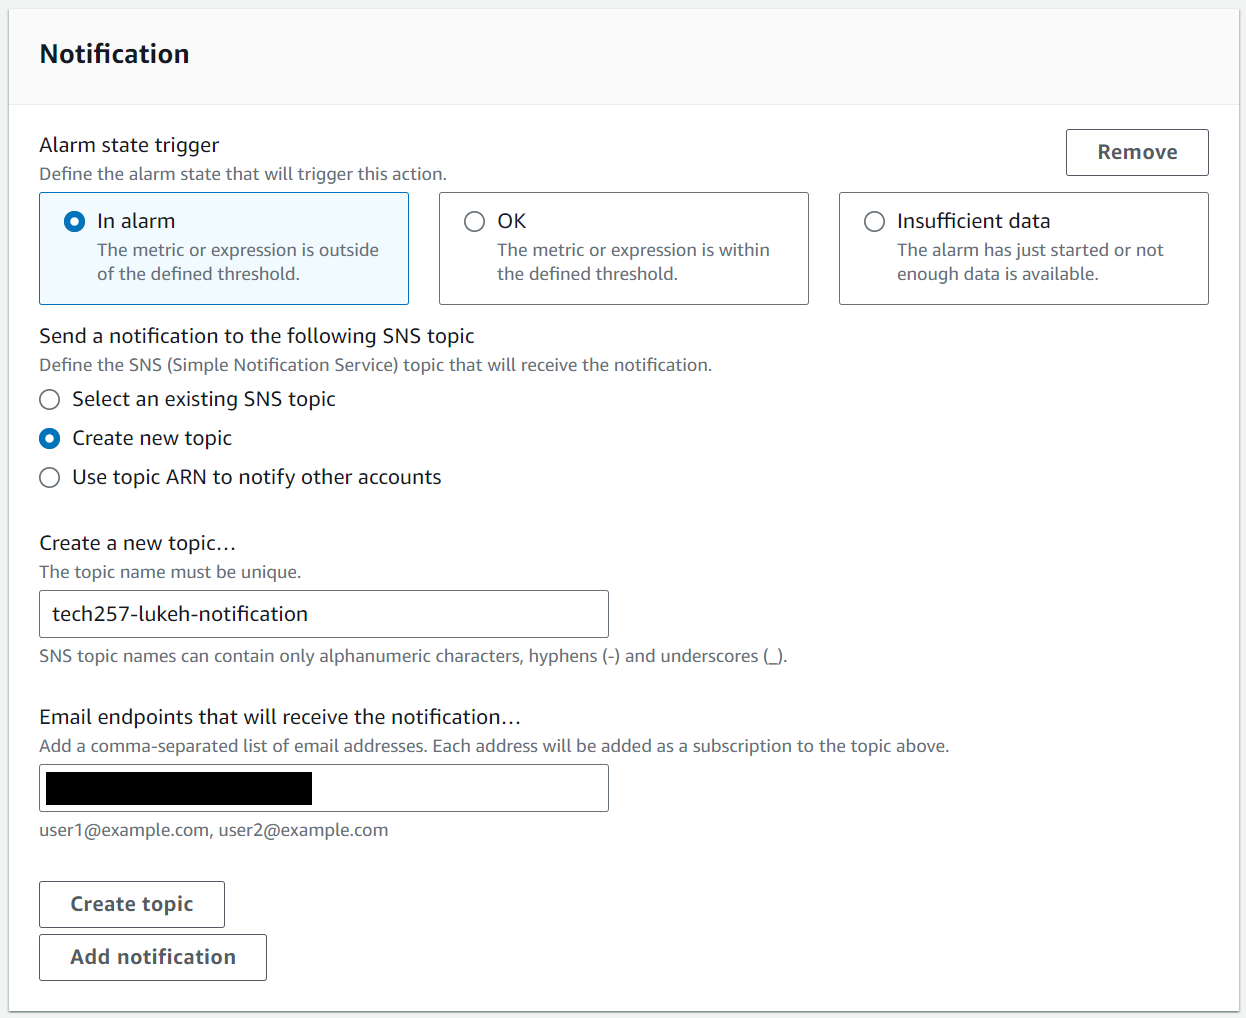 Notification
Alarm state trigger
Define the alarm state that will trigger this action.
Remove
In alarm
The metric or expression is outside
of the defined threshold.
OK
The metric or expression is within
the defined threshold.
Insufficient data
The alarm has just started or not
enough data is available.
Send a notification to the following SNS topic
Define the SNS (Simple Notification Service) topic that will receive the notification.
Select an existing SNS topic
Create new topic
Use topic ARN to notify other accounts
Create a new topic…
The topic name must be unique.
tech257-lukeh-notification
SNS topic names can contain only alphanumeric characters, hyphens (-) and underscores (_).
Email endpoints that will receive the notification…
Add a comma-separated list of email addresses. Each address will be added as a subscription to the topic above.
user1@example.com, user2@example.com
Create topic
Add notification